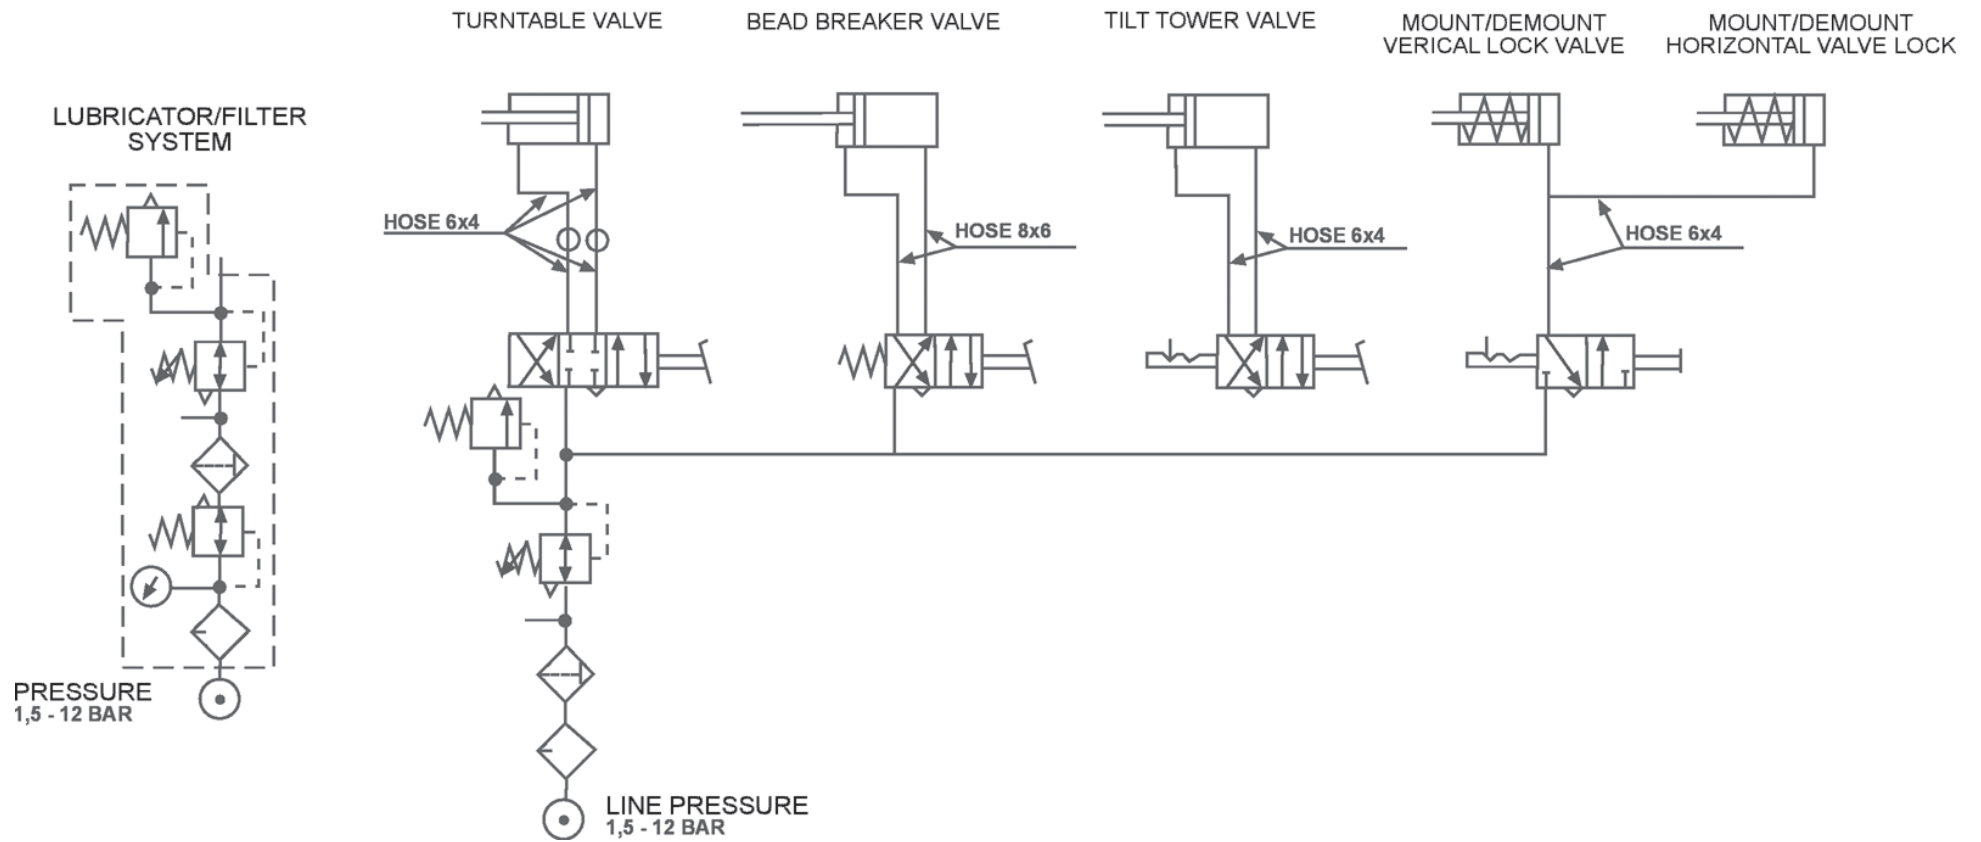 TURNTABLE VALVE
BEAD BREAKER VALVE
TILT TOWER VALVE
MOUNT/DEMOUNT
VERICAL LOCK VALVE
MOUNT/DEMOUNT
HORIZONTAL VALVE LOCK
LUBRICATOR/FILTER
SYSTEM
HOSE 6x4
HOSE 8x6
HOSE 6x4
HOSE 6x4
PRESSURE
1,5 - 12 BAR
LINE PRESSURE
1,5 - 12 BAR